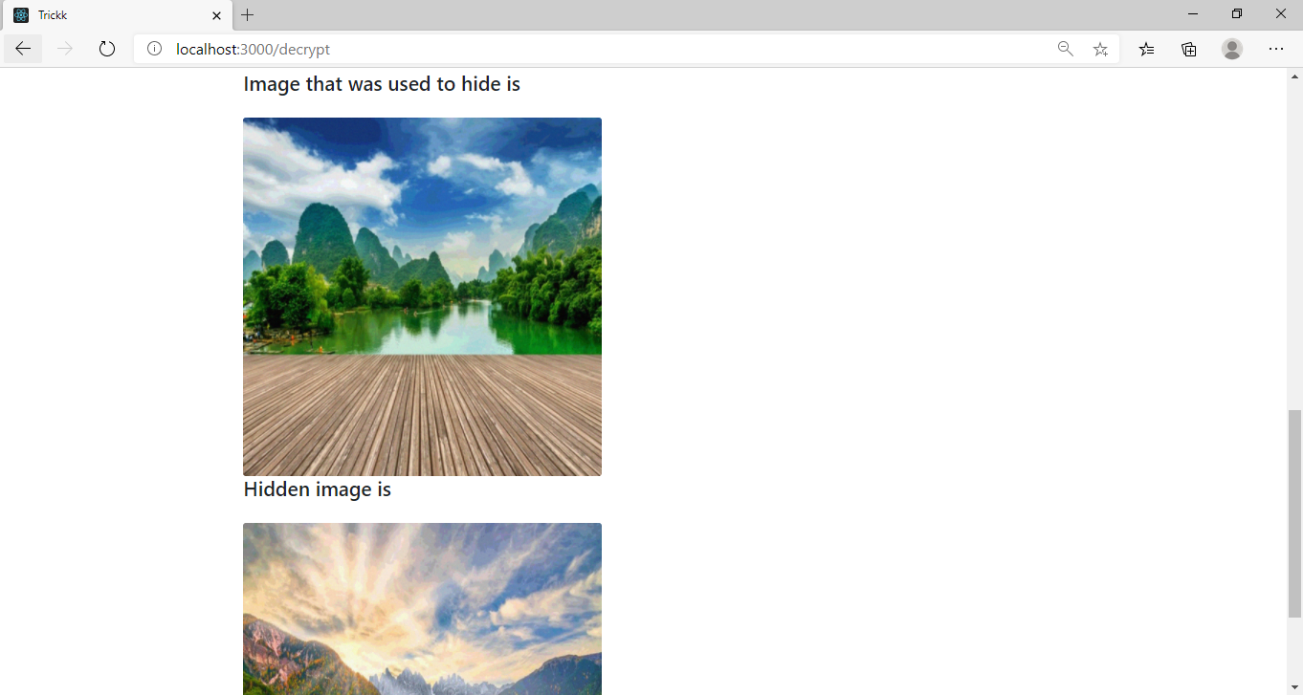 Trickk
localhost:3000/decrypt
Image that was used to hide is
Hidden image is